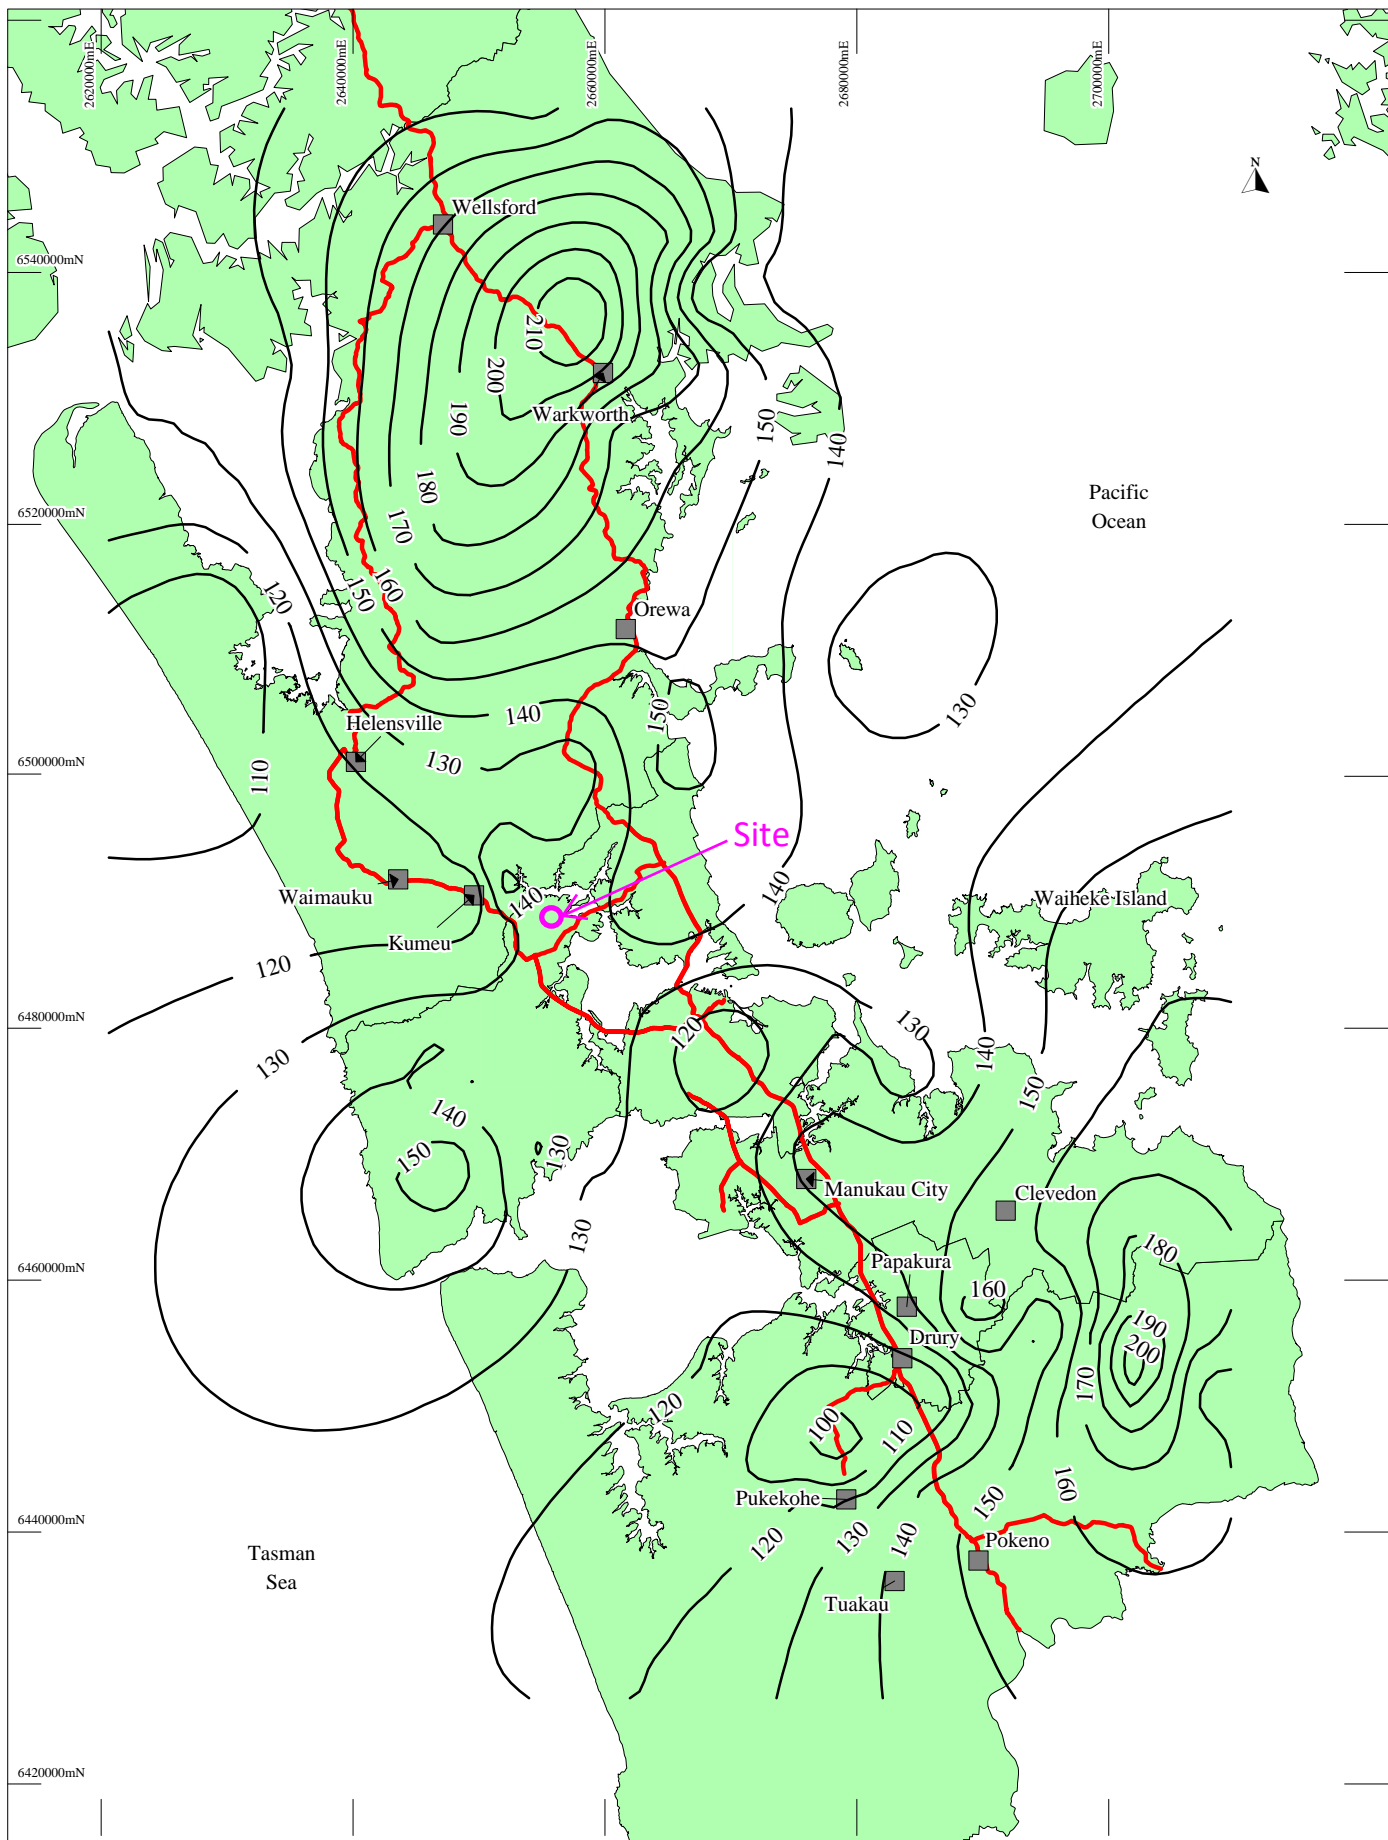 2620000mE
2640000mE
2660000mE
2680000mE
2700000mE
N
Wellsford
6540000mN
210
200
Warkworth
190
150
140
180
Pacific
Ocean
6520000mN
170
160
150
120
Orewa
140
150
130
Helensville
130
110
6500000mN
Site
140
140
Waimauku
Waiheke Island
Kumeu
120
130
120
130
140
6480000mN
150
140
130
150
Manukau City
Clevedon
130
180
Papakura
6460000mN
160
190
Drury
200
170
120
100
110
160
150
Pukekohe
120
130
140
6440000mN
Pokeno
Tasman
Sea
Tuakau
6420000mN